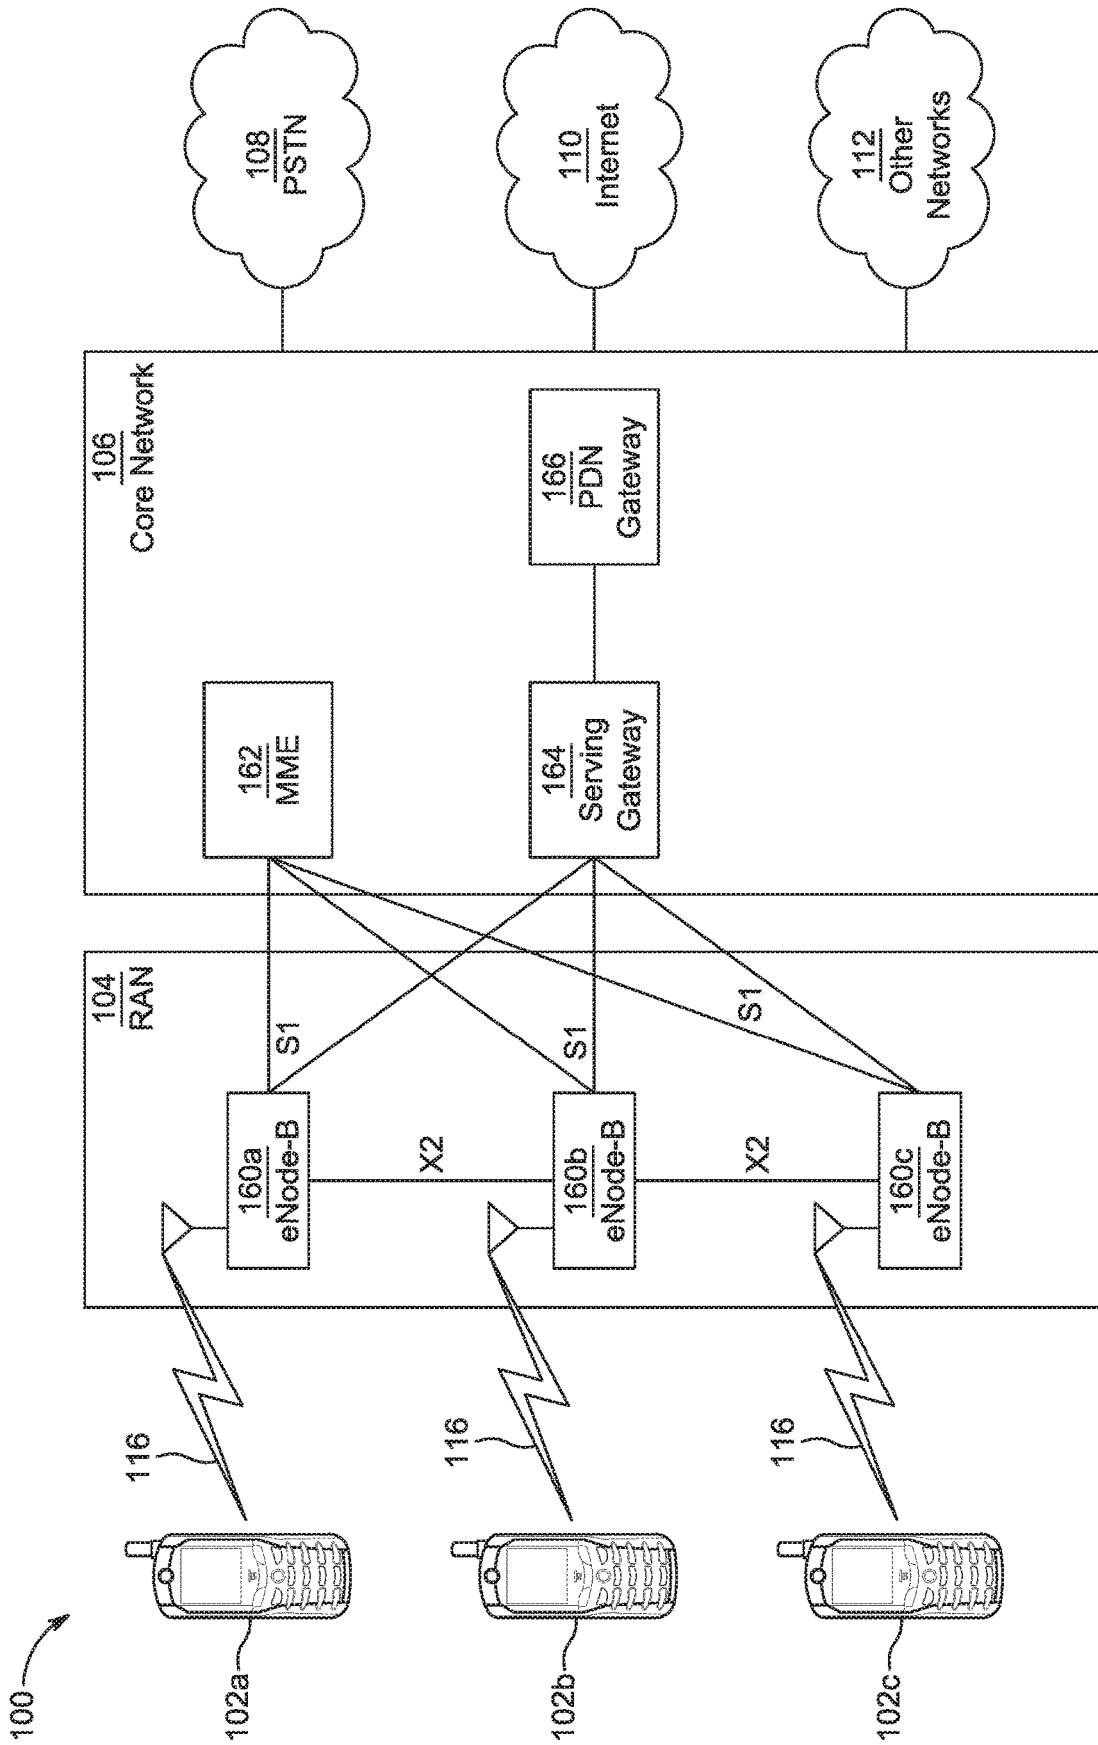 100
102a
116
102b
116
102c
116
104
RAN
160a
eNode-B
X2
160b
eNode-B
X2
160c
eNode-B
S1
S1
S1
106
Core Network
162
MME
164
Serving
Gateway
166
PDN
Gateway
108
PSTN
110
Internet
112
Other
Networks